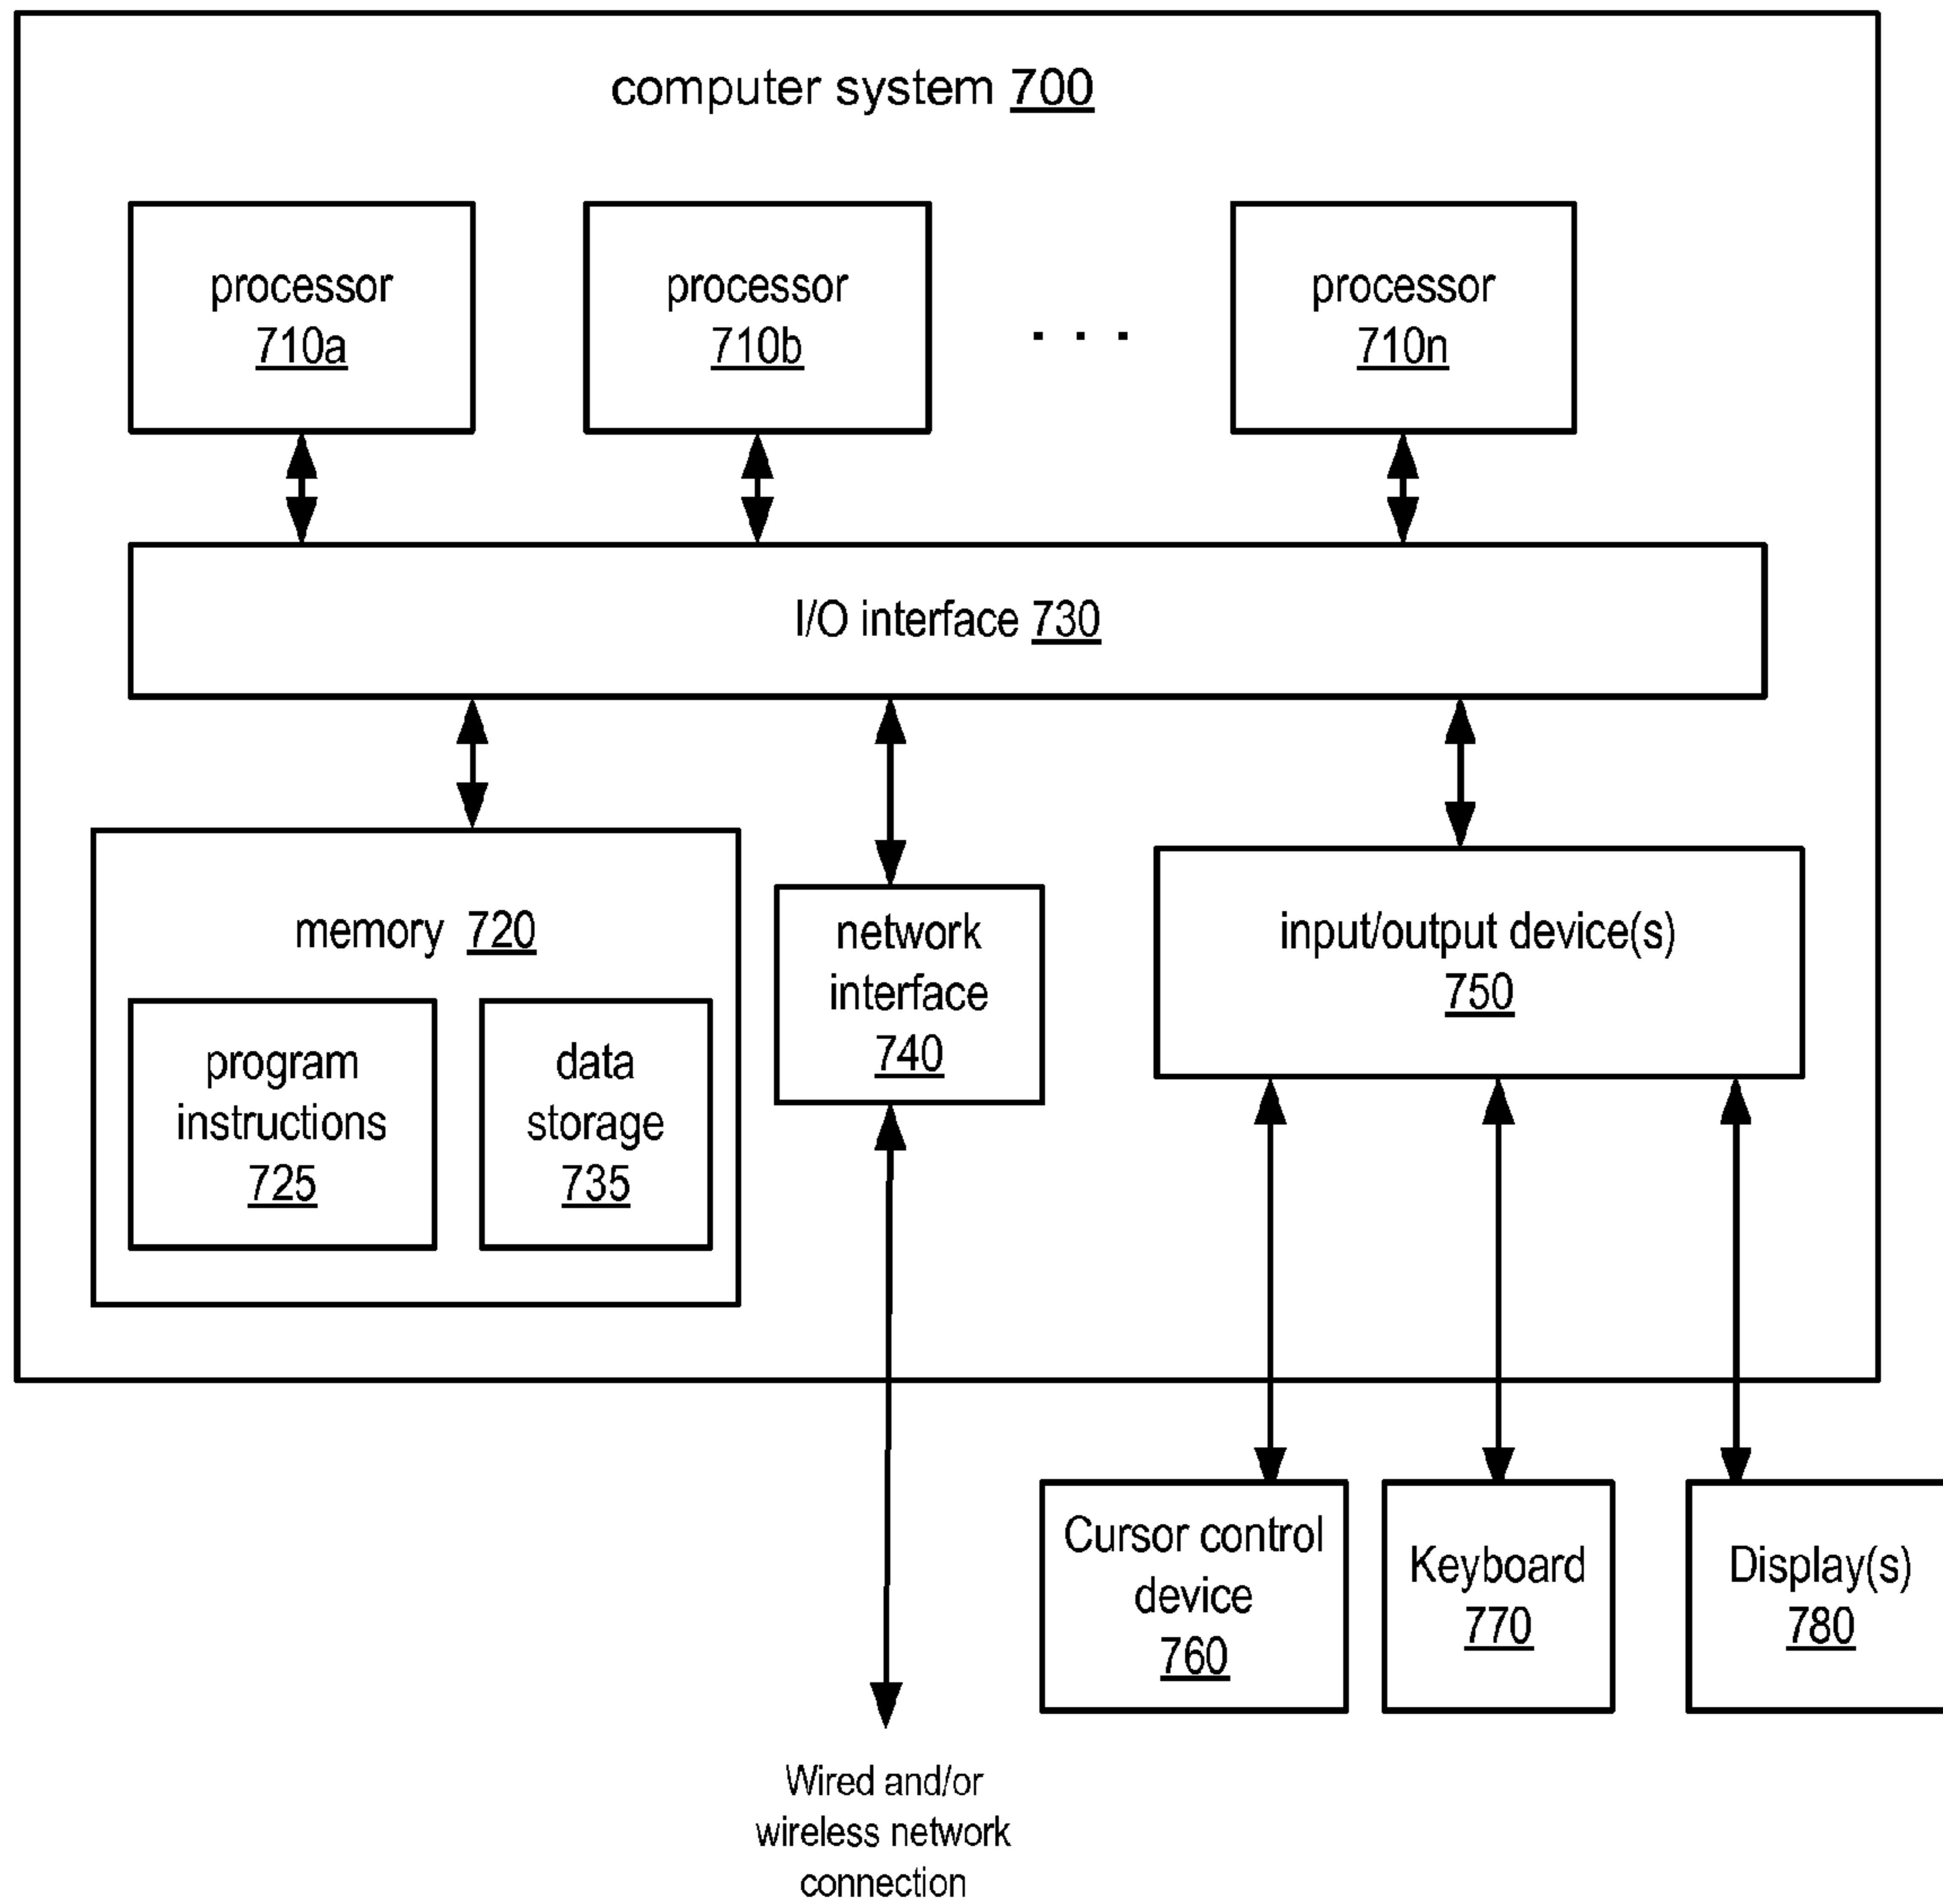 computer system 700
processor
710a
processor
710b
. . .
processor
710n
I/O interface 730
memory 720
program
instructions
725
data
storage
735
network
interface
740
input/output device(s)
750
Cursor control
device
760
Keyboard
770
Display(s)
780
Wired and/or
wireless network
connection